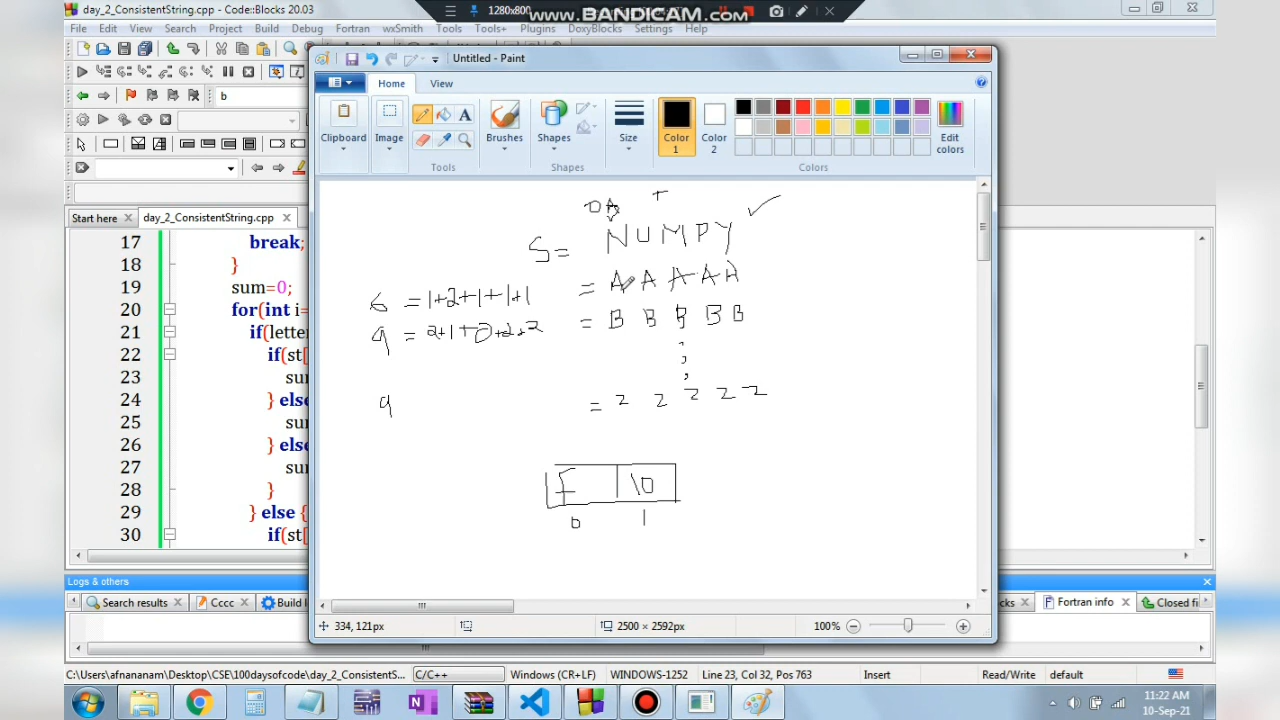 day_2_ConsistentString.cpp - Code::Blocks 20.03
1280x800
www.BANDICAM.com
File Edit View Search Project Build Debug Fortran wxSmith Tools Tools+ Plugins DoxyBlocks Settings Help
b
Start here
day_2_ConsistentString.cpp
17 break;
18 }
19 sum=0;
20 for(int i=
21 if(lette
22 if(st[
23 sum
24 } else
25 sum
26 } else
27 sum
28 }
29 } else {
30 if(st[
Untitled - Paint
Home View
Clipboard
Image
Tools
Brushes
Shapes
Shapes
Size
Color 1
Color 2
Edit colors
Colors
S= NUMPY
6 =1+2+1+1+1 = A A A A A
9 = 2+1+0+2+2 = B B B B B
9 = Z Z Z Z Z
\0
0 1
334, 121px
2500 × 2592px
100%
Logs & others
Search results
Cccc
Build l
cks
Fortran info
Closed fi
C:\Users\afnananam\Desktop\CSE\100daysofcode\day_2_ConsistentS...
C/C++
Windows (CR+LF)
WINDOWS-1252
Line 23, Col 32, Pos 763
Insert
Read/Write
default
11:22 AM
10-Sep-21